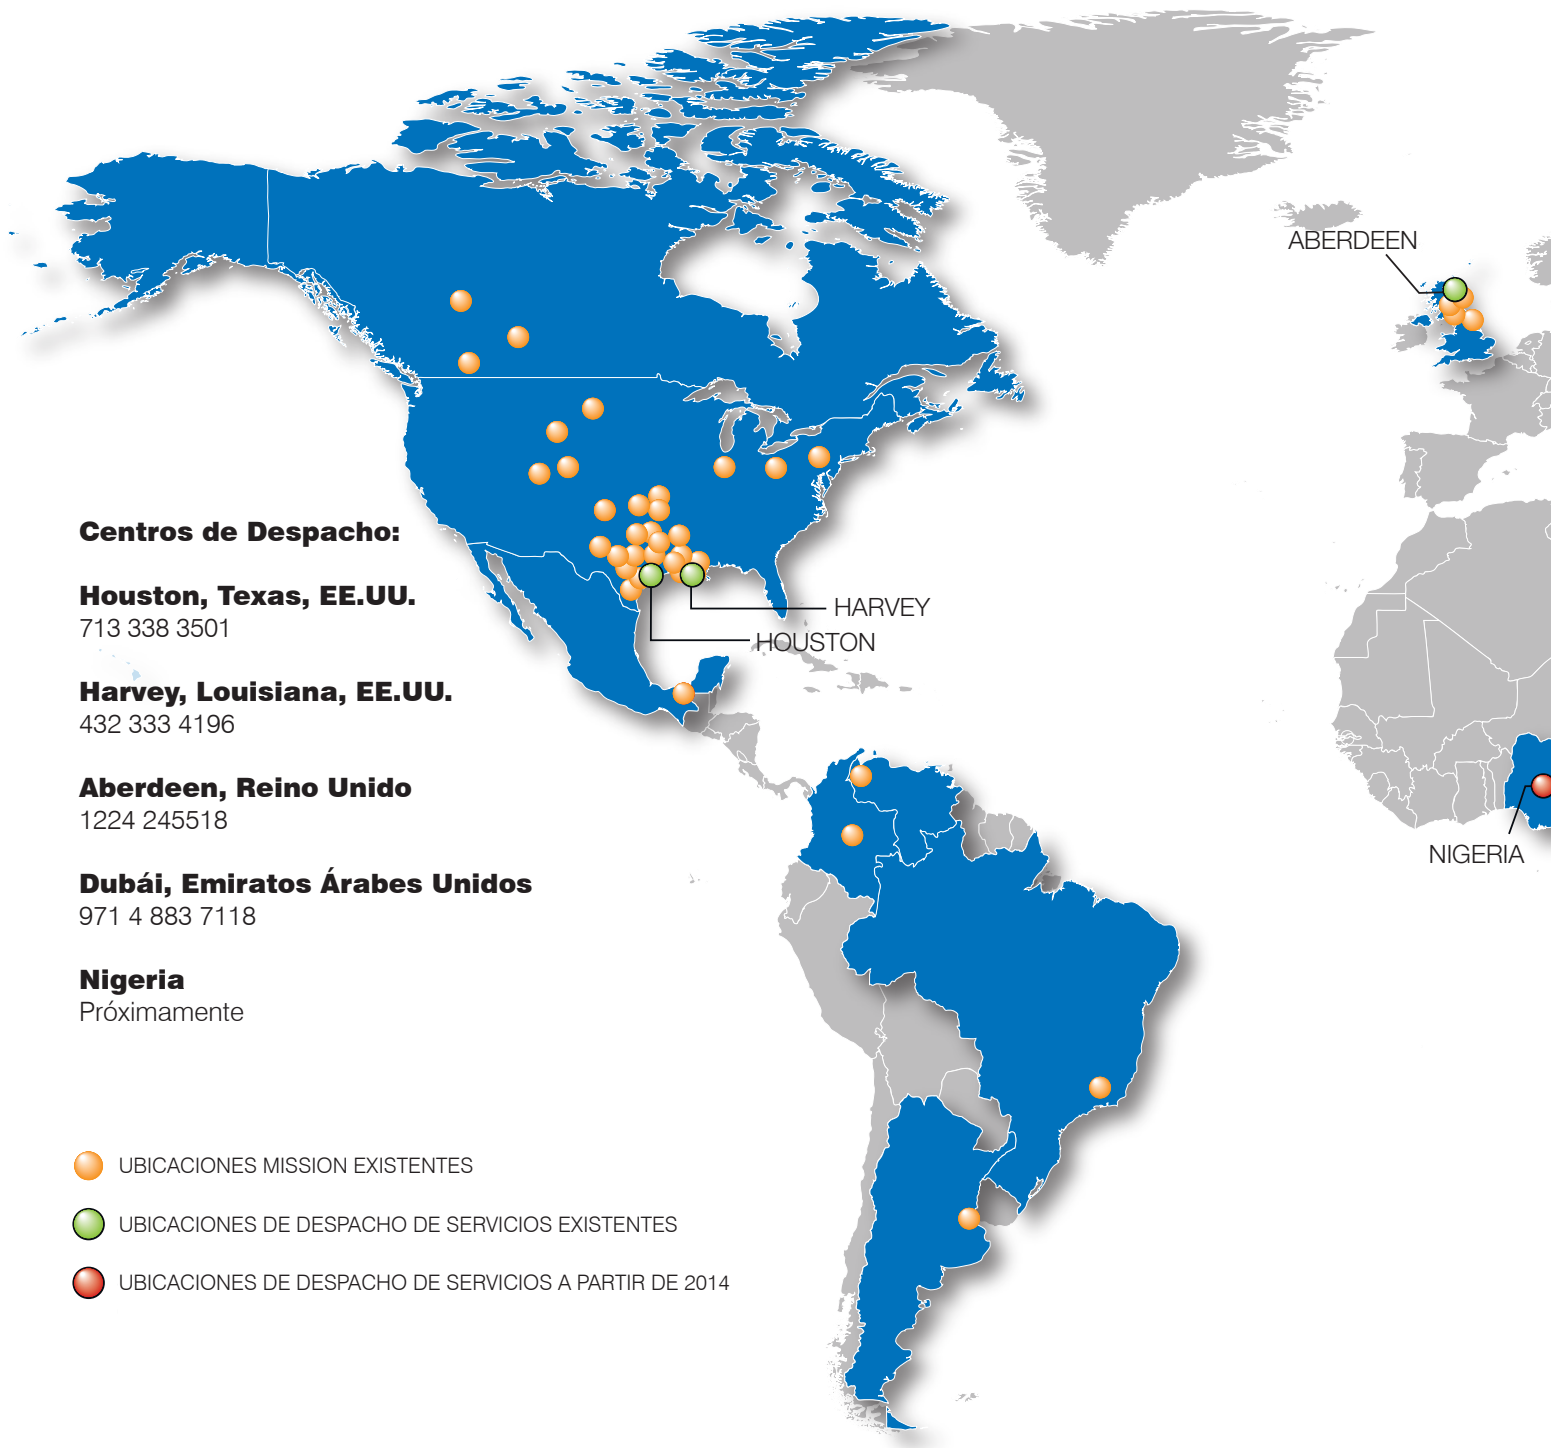 ABERDEEN
Centros de Despacho:
Houston, Texas, EE.UU.
713 338 3501
Harvey, Louisiana, EE.UU.
432 333 4196
Aberdeen, Reino Unido
1224 245518
Dubái, Emiratos Árabes Unidos
971 4 883 7118
Nigeria
Próximamente
HARVEY
HOUSTON
NIGERIA
UBICACIONES MISSION EXISTENTES
UBICACIONES DE DESPACHO DE SERVICIOS EXISTENTES
UBICACIONES DE DESPACHO DE SERVICIOS A PARTIR DE 2014